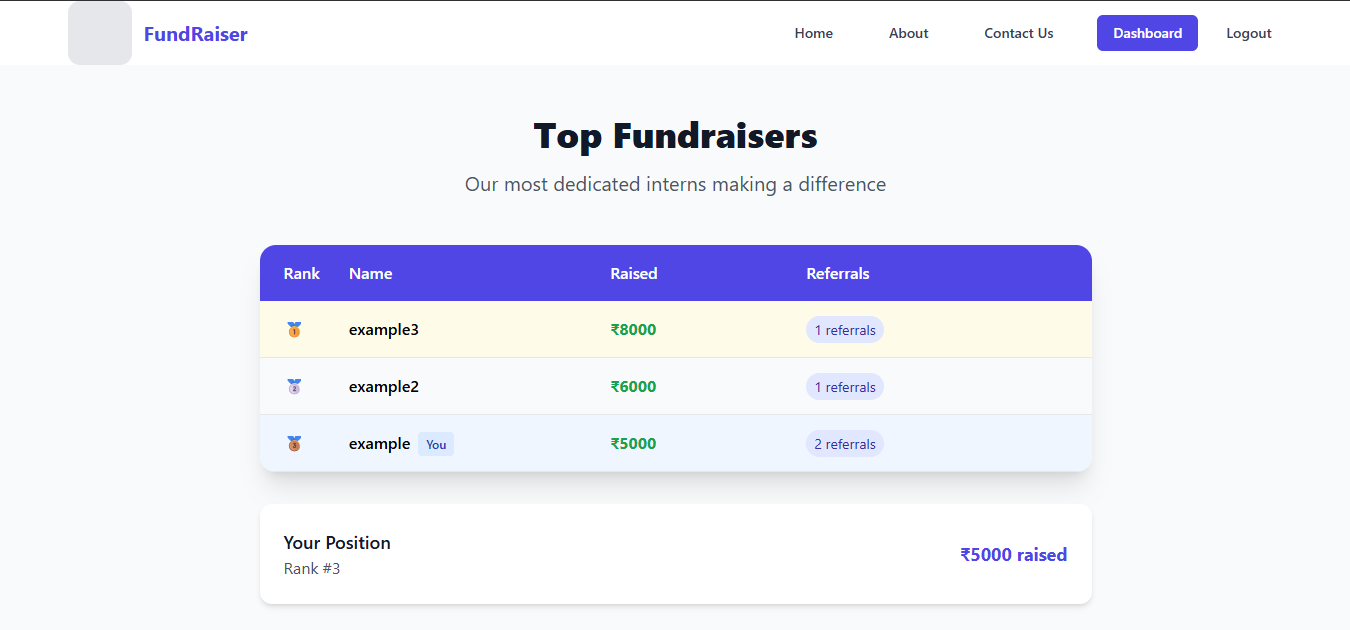 FundRaiser Home About Contact Us Dashboard Logout
Top Fundraisers
Our most dedicated interns making a difference
Rank Name Raised Referrals
1 example3 ₹8000 1 referrals
2 example2 ₹6000 1 referrals
3 example You ₹5000 2 referrals
Your Position
Rank #3
₹5000 raised